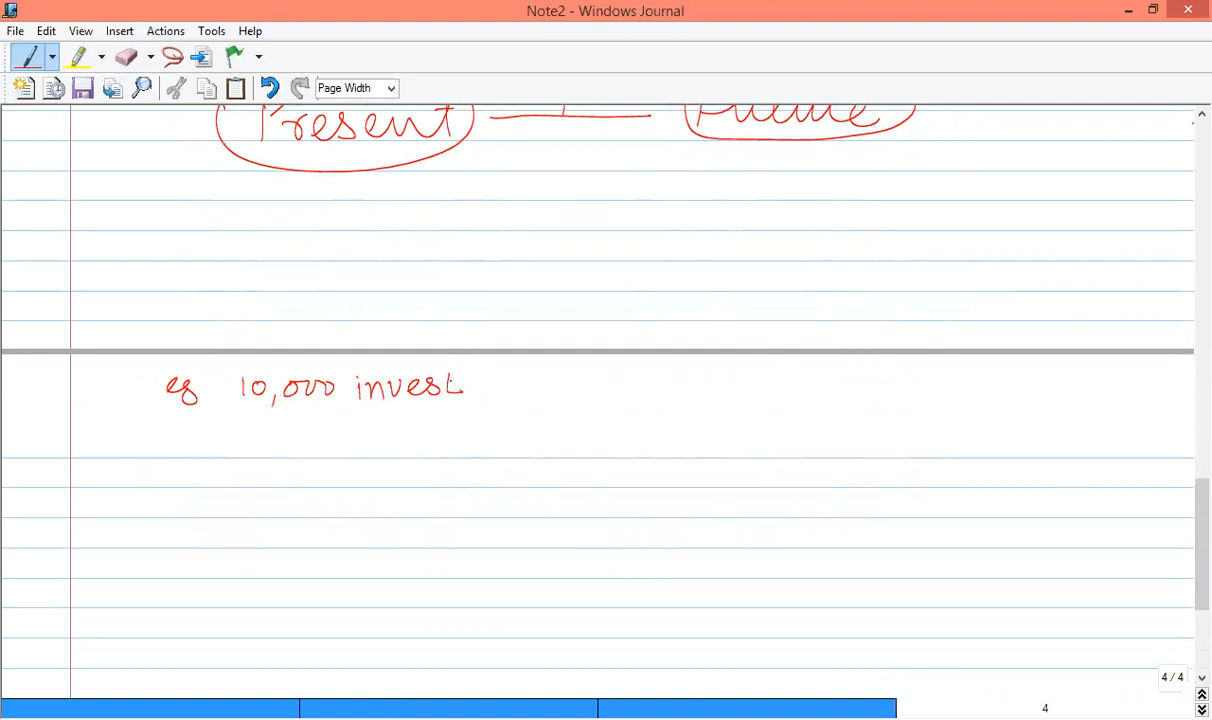 Note2 - Windows Journal
File Edit View Insert Actions Tools Help
Page Width
Present Future
eg 10,000 invest
4 / 4
4